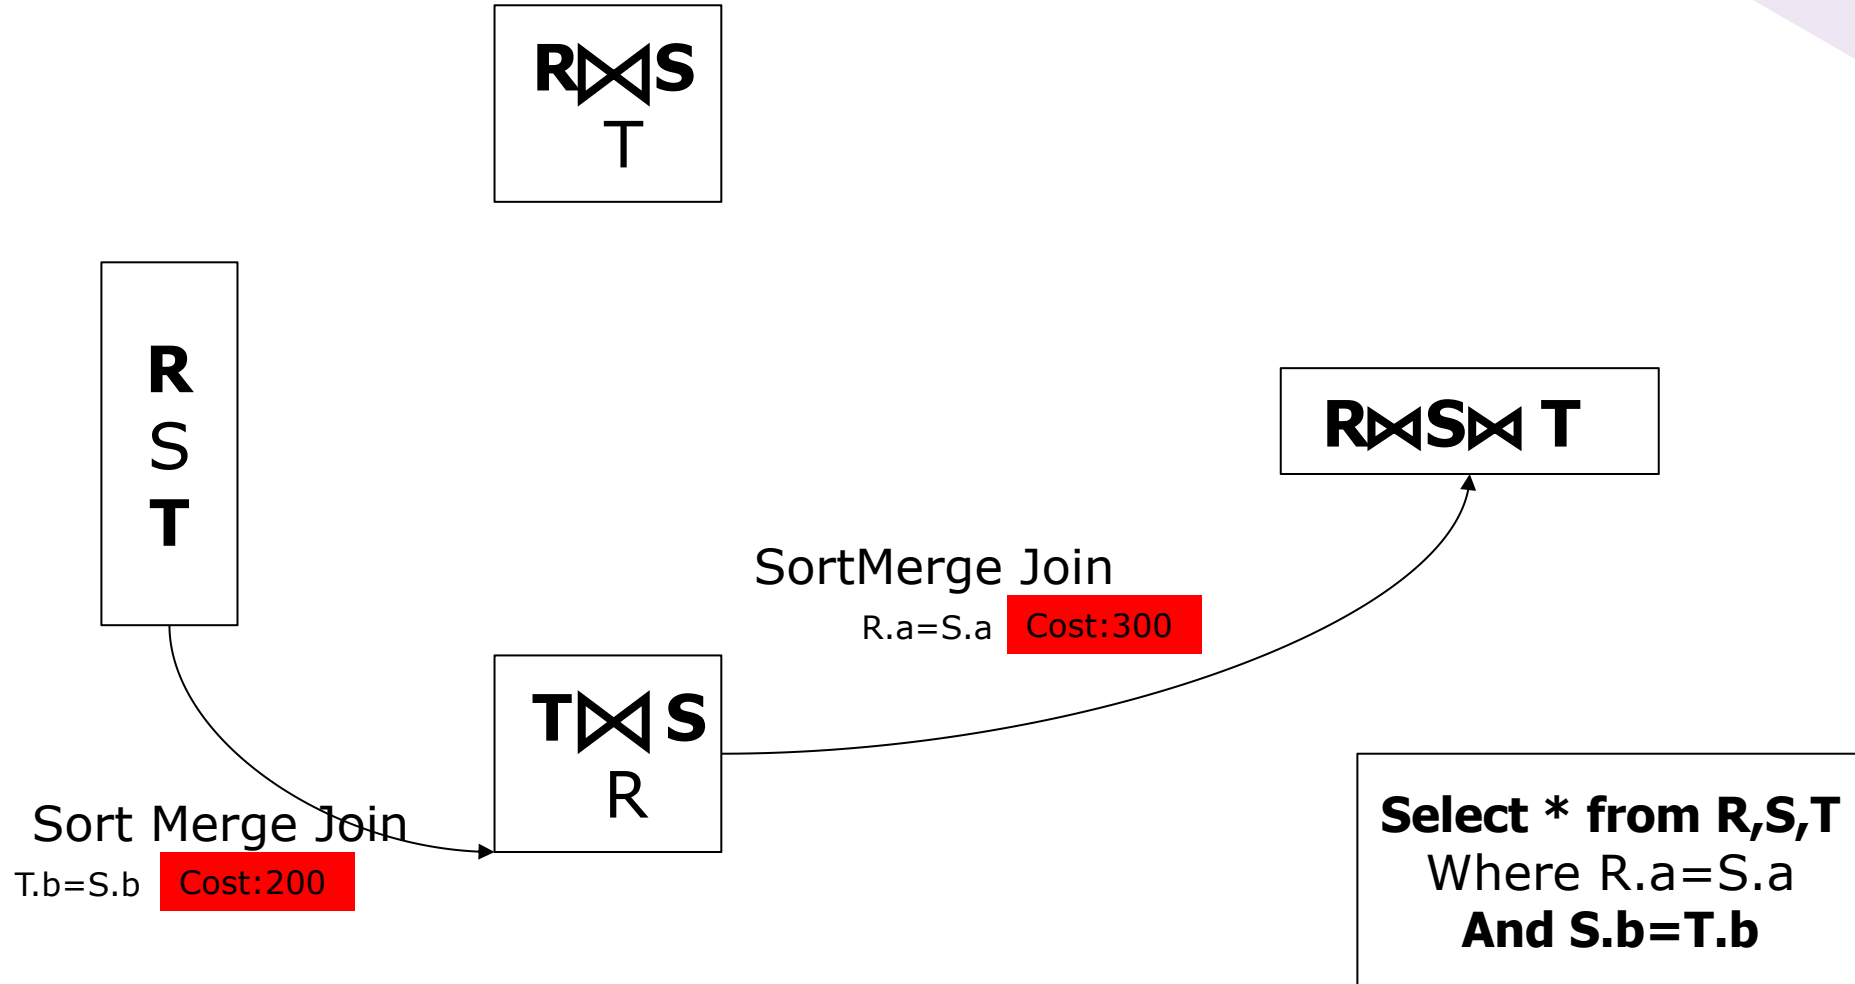 R⋈S
T
R
S
T
R⋈S⋈ T
SortMerge Join
R.a=S.a Cost:300
T⋈ S
R
Sort Merge Join
T.b=S.b Cost:200
Select * from R,S,T
Where R.a=S.a
And S.b=T.b